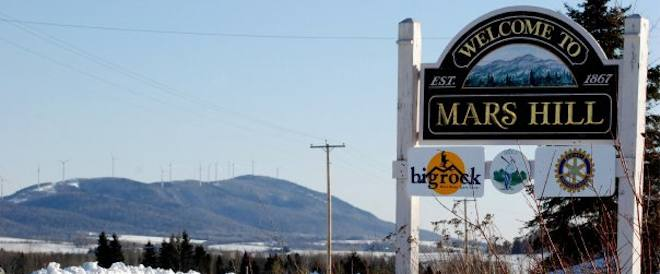 WELCOME TO
EST. 1867
MARS HILL
bigrock